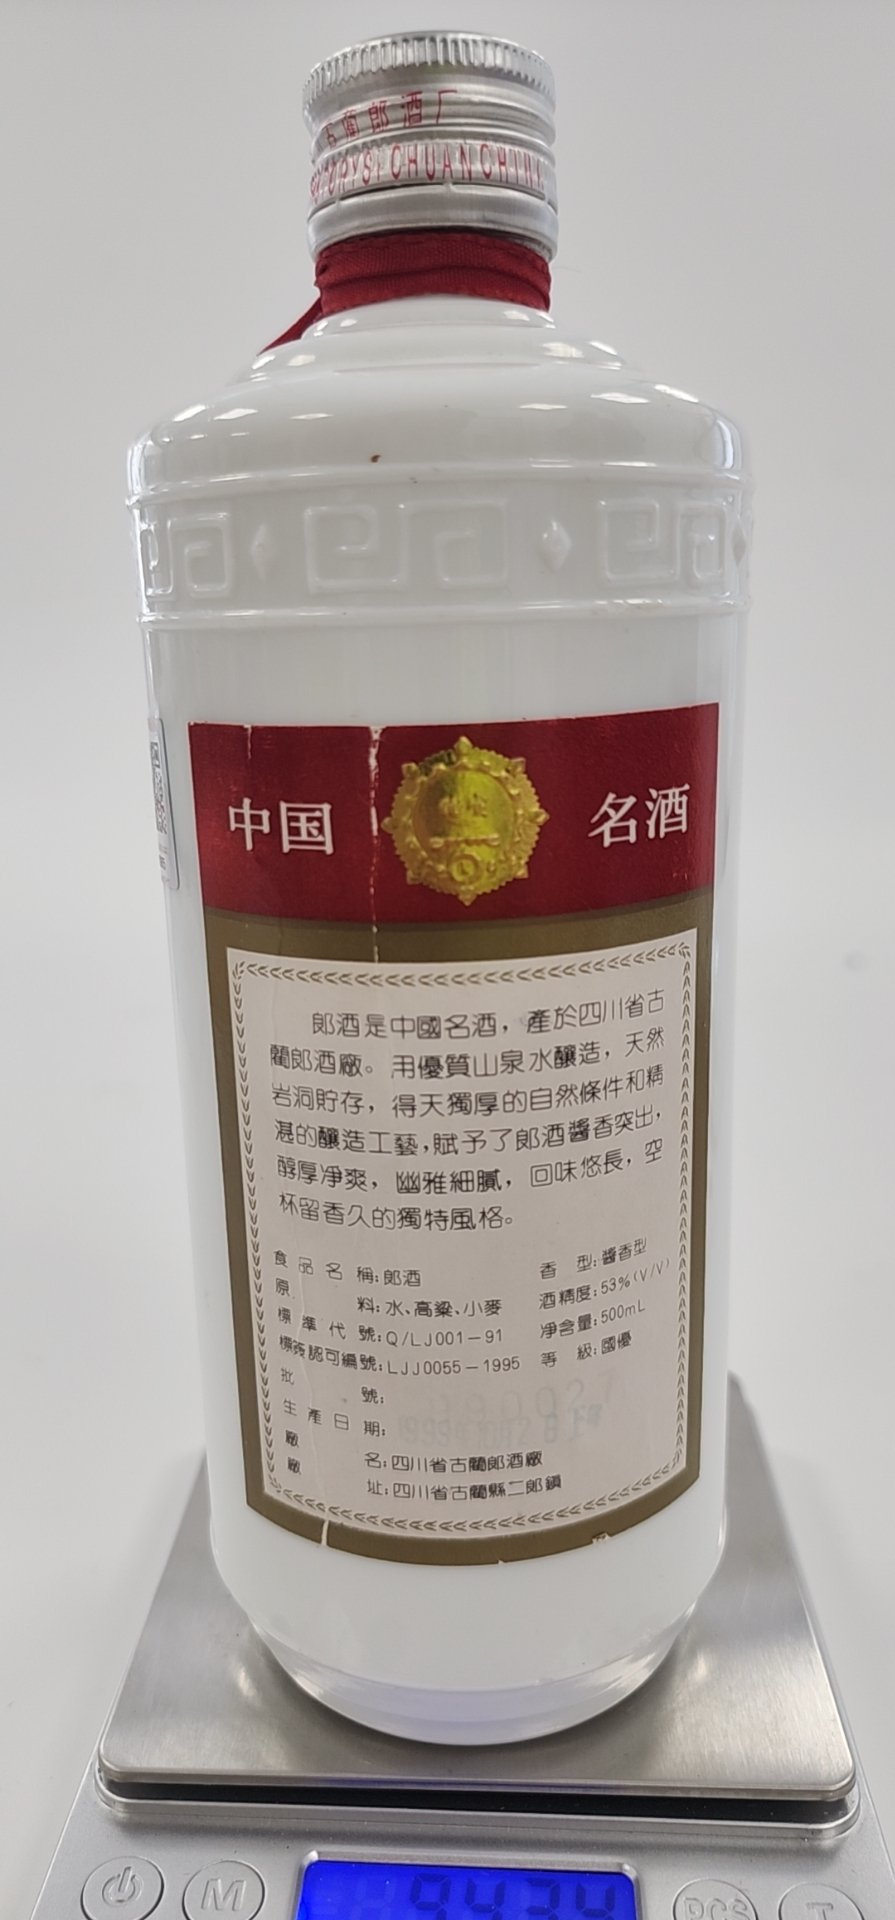 古藺郎酒厂
ORY SICHUAN CHINA
中国 名酒
郎酒是中國名酒，產於四川省古
藺郎酒廠。用優質山泉水釀造，天然
岩洞貯存，得天獨厚的自然條件和精
湛的釀造工藝，賦予了郎酒醬香突出，
醇厚凈爽，幽雅細膩，回味悠長，空
杯留香久的獨特風格。
食品名稱：郎酒 香型：醬香型
原料：水、高粱、小麥 酒精度：53%(V/V)
標準代號：Q/LJ001-91 净含量：500mL
標簽認可編號：LJJ0055-1995 等級：國優
批號：
生產日期：
廠名：四川省古藺郎酒廠
廠址：四川省古藺縣二郎鎮
M
9434
PCS
T